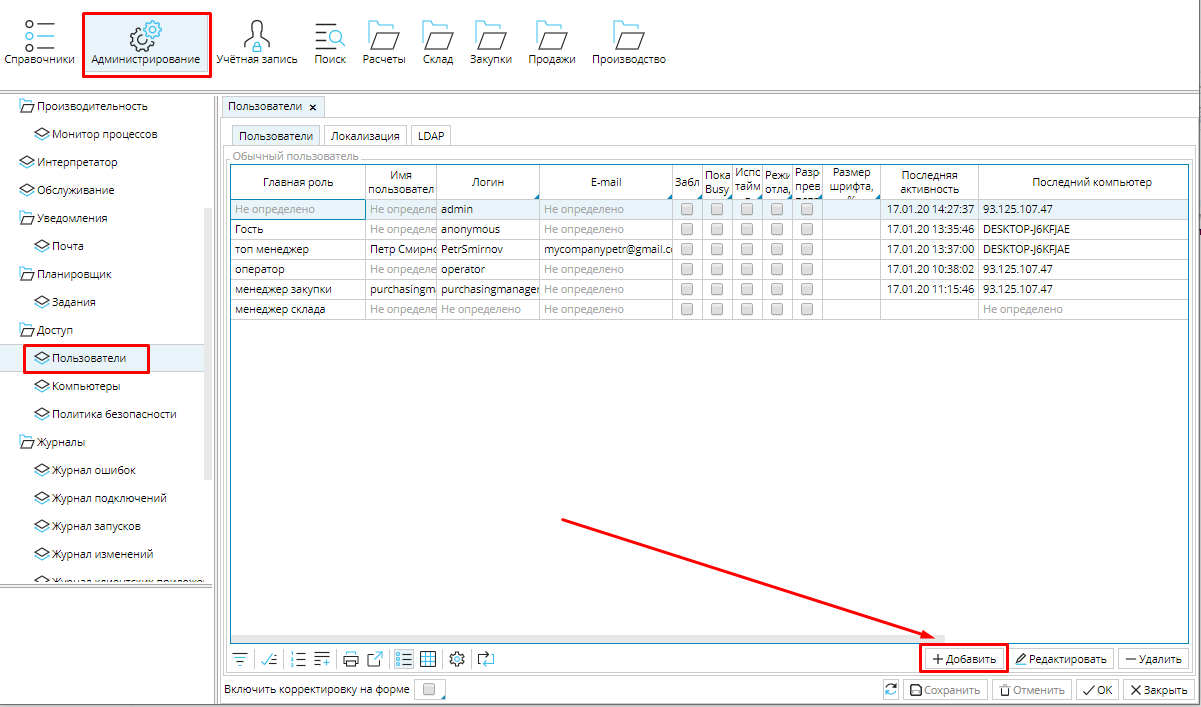 Справочники Администрирование Учётная запись Поиск Расчеты Склад Закупки Продажи Производство
Производительность
Монитор процессов
Интерпретатор
Обслуживание
Уведомления
Почта
Планировщик
Задания
Доступ
Пользователи
Компьютеры
Политика безопасности
Журналы
Журнал ошибок
Журнал подключений
Журнал запусков
Журнал изменений
Журнал клиентских приложе
Пользователи
Пользователи Локализация LDAP
Обычный пользователь
Главная роль Имя пользовател Логин E-mail Забл Пока Busy Испс тайм Режи отла, Разр прев Размер шрифта, % Последняя активность Последний компьютер
Не определено Не определе admin Не определено 17.01.20 14:27:37 93.125.107.47
Гость Не определе anonymous Не определено 17.01.20 13:35:46 DESKTOP-J6KFJAE
топ менеджер Петр Смирно PetrSmirnov mycompanypetr@gmail.co 17.01.20 13:37:00 DESKTOP-J6KFJAE
оператор Не определе operator Не определено 17.01.20 10:38:02 93.125.107.47
менеджер закупки purchasingm purchasingmanager Не определено 17.01.20 11:15:46 93.125.107.47
менеджер склада Не определе Не определено Не определено Не определено
Добавить Редактировать Удалить
Включить корректировку на форме Сохранить Отменить OK Закрыть